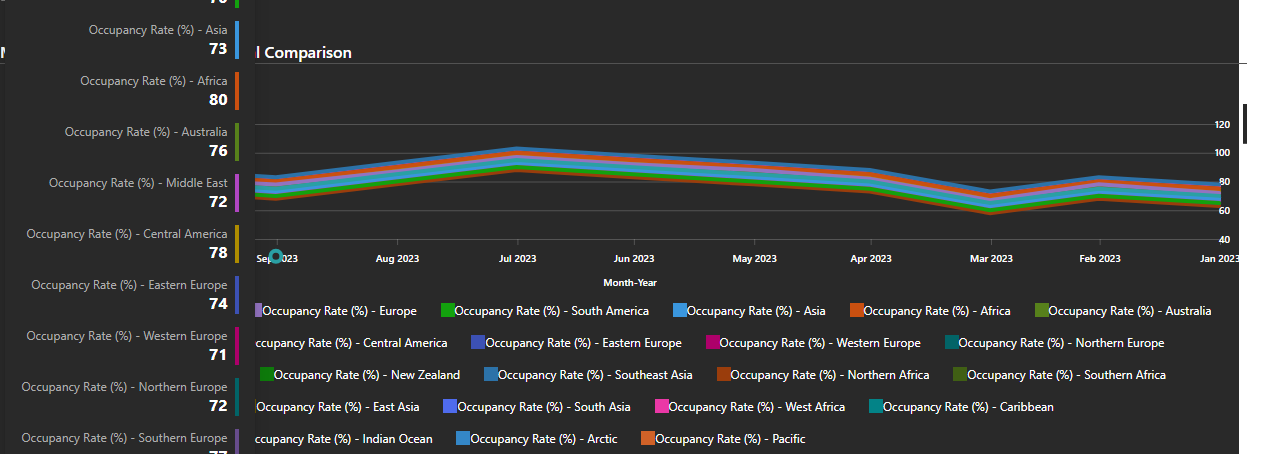 Occupancy Rate (%) - Asia
73
l Comparison
Occupancy Rate (%) - Africa
80
Occupancy Rate (%) - Australia
76
Occupancy Rate (%) - Middle East
72
Occupancy Rate (%) - Central America
78
Occupancy Rate (%) - Eastern Europe
74
Occupancy Rate (%) - Western Europe
71
Occupancy Rate (%) - Northern Europe
72
Occupancy Rate (%) - Southern Europe
120
100
80
60
40
Sep 2023 Aug 2023 Jul 2023 Jun 2023 May 2023 Apr 2023 Mar 2023 Feb 2023 Jan 2023
Month-Year
Occupancy Rate (%) - Europe Occupancy Rate (%) - South America Occupancy Rate (%) - Asia Occupancy Rate (%) - Africa Occupancy Rate (%) - Australia
ccupancy Rate (%) - Central America Occupancy Rate (%) - Eastern Europe Occupancy Rate (%) - Western Europe Occupancy Rate (%) - Northern Europe
Occupancy Rate (%) - New Zealand Occupancy Rate (%) - Southeast Asia Occupancy Rate (%) - Northern Africa Occupancy Rate (%) - Southern Africa
Occupancy Rate (%) - East Asia Occupancy Rate (%) - South Asia Occupancy Rate (%) - West Africa Occupancy Rate (%) - Caribbean
ccupancy Rate (%) - Indian Ocean Occupancy Rate (%) - Arctic Occupancy Rate (%) - Pacific